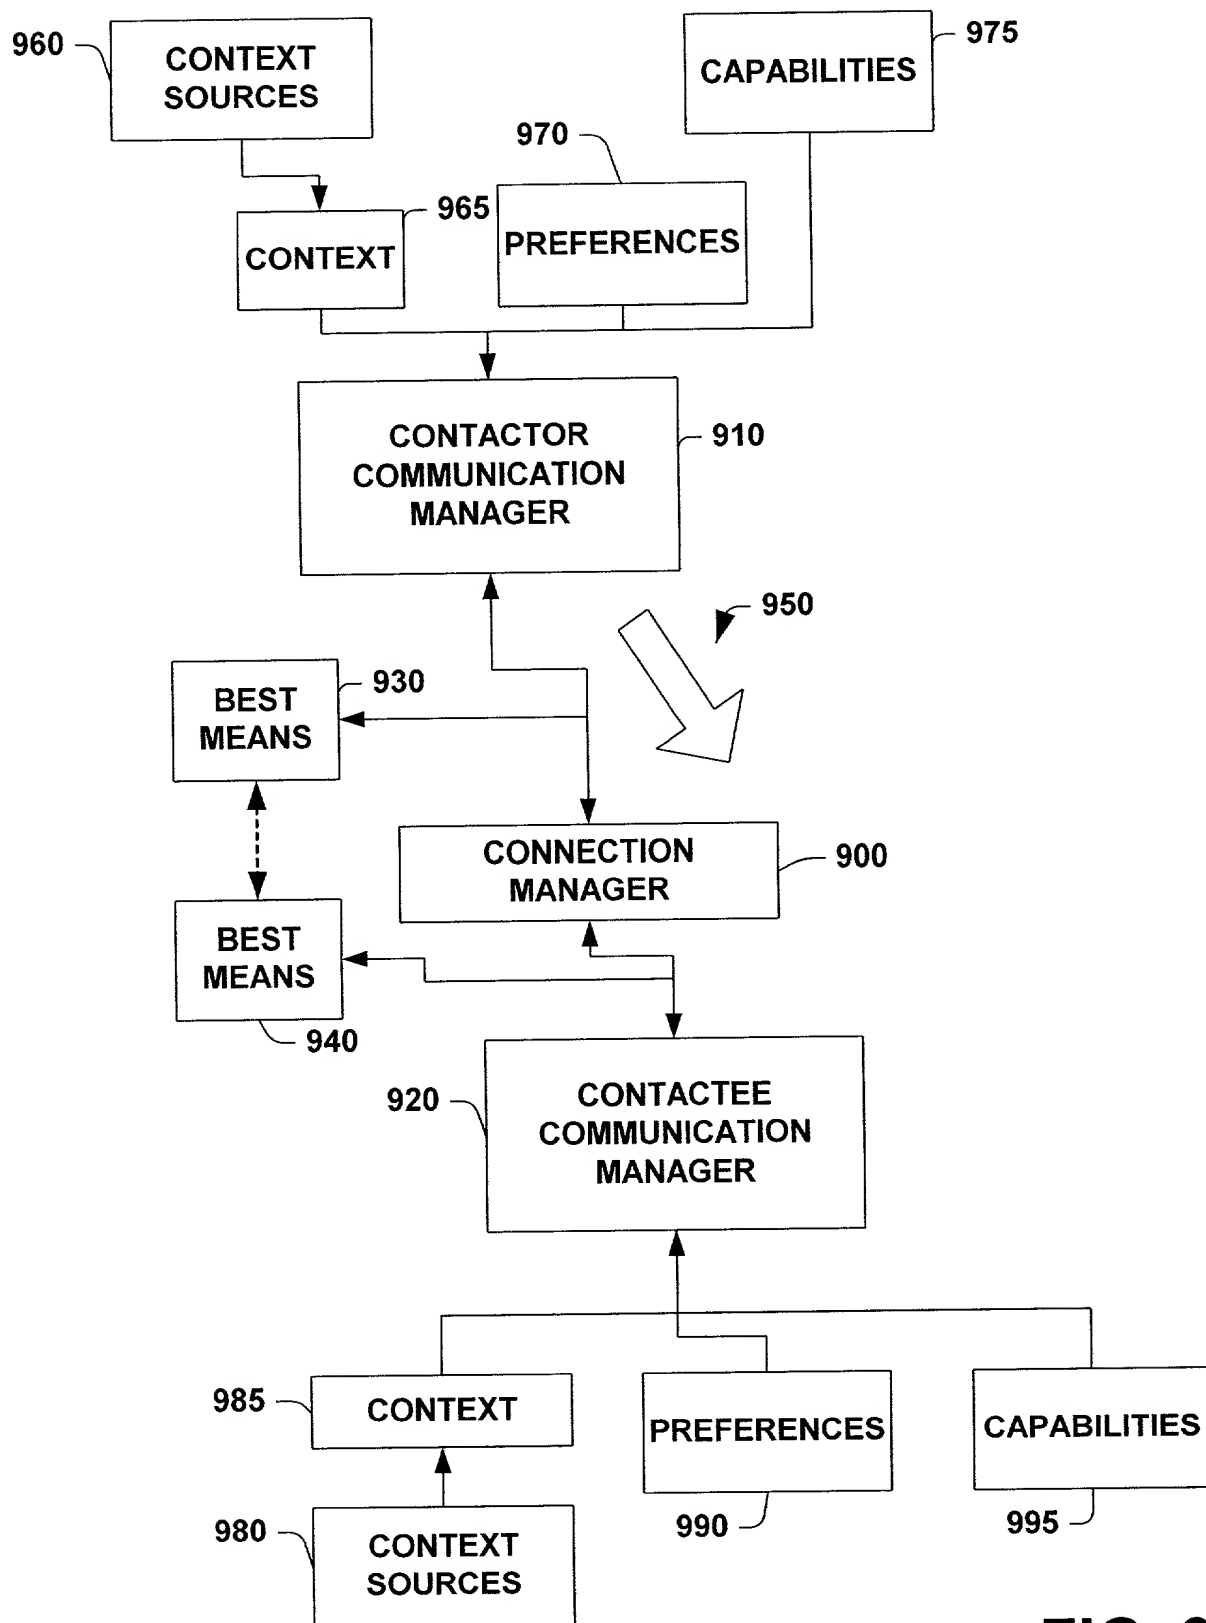 960
CONTEXT
SOURCES
CAPABILITIES
975
970
965
CONTEXT
PREFERENCES
CONTACTOR
COMMUNICATION
MANAGER
910
950
BEST
MEANS
930
CONNECTION
MANAGER
900
BEST
MEANS
940
920
CONTACTEE
COMMUNICATION
MANAGER
985
CONTEXT
PREFERENCES
CAPABILITIES
990
995
980
CONTEXT
SOURCES